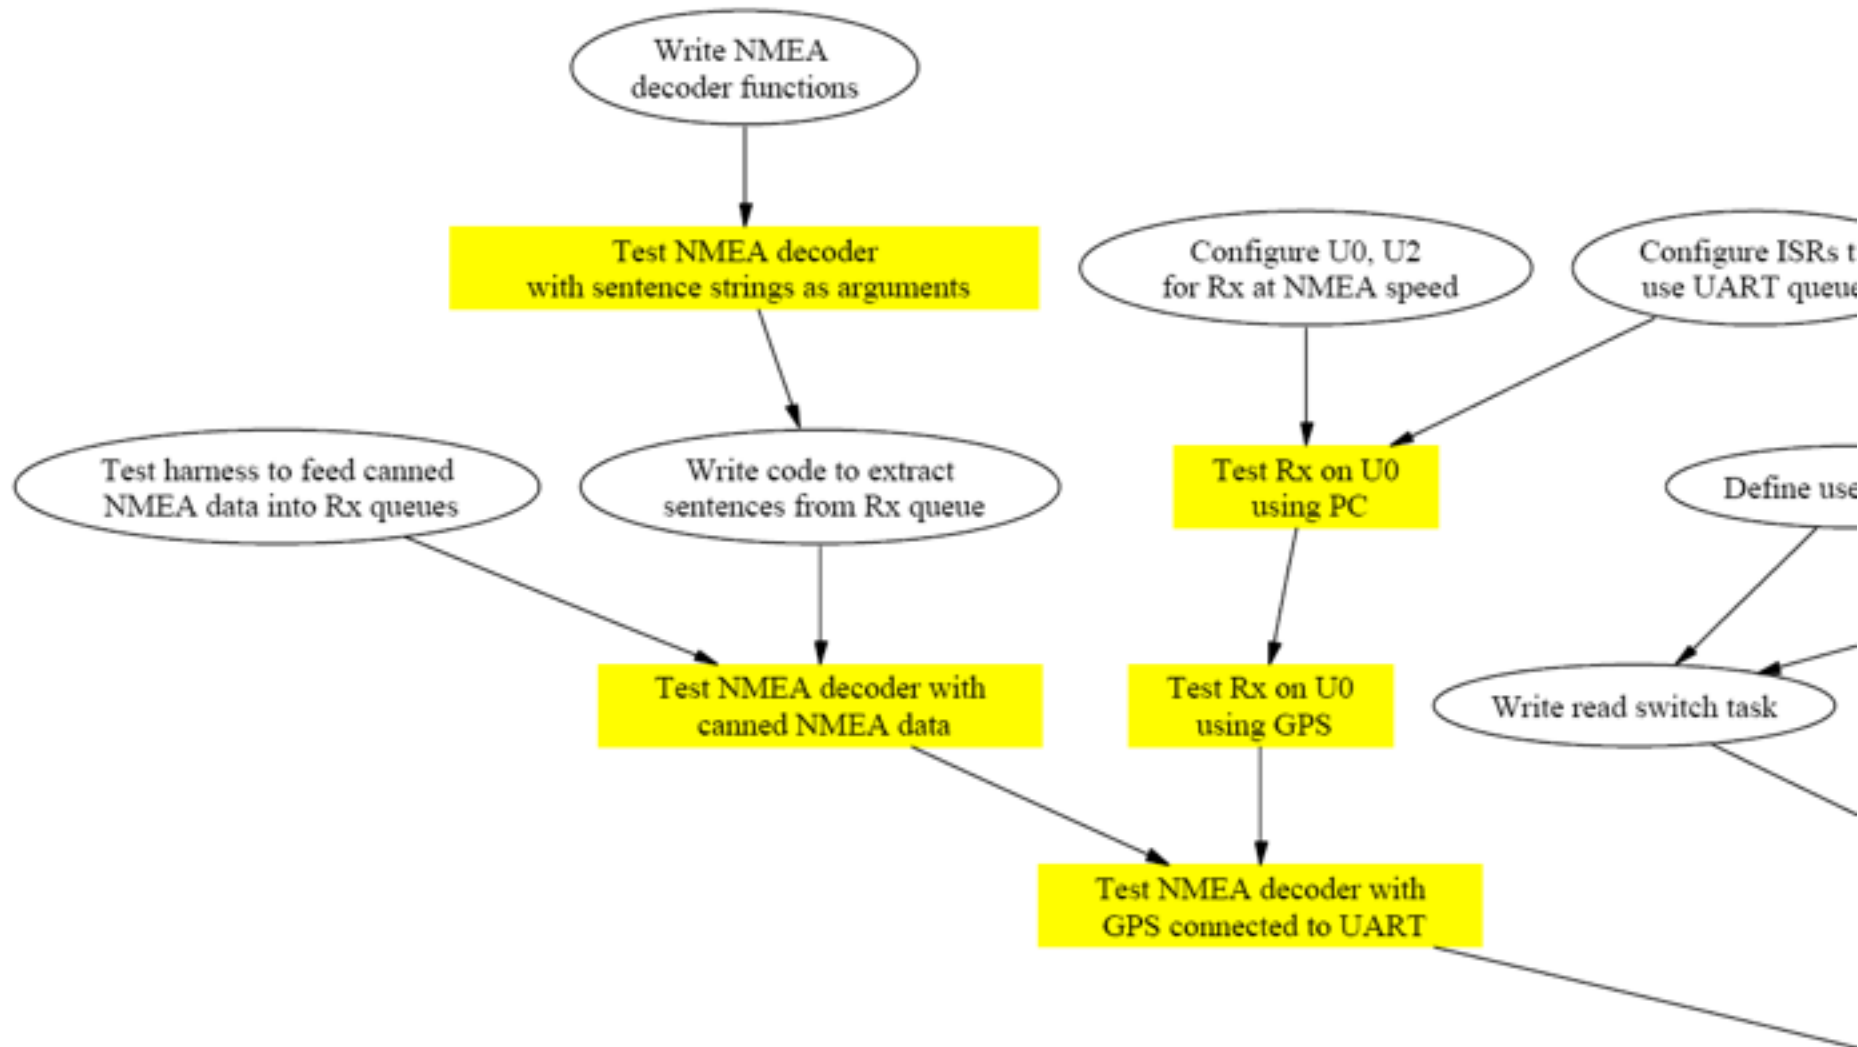 Write NMEA
decoder functions
Test NMEA decoder
with sentence strings as arguments
Configure U0, U2
for Rx at NMEA speed
Configure ISRs
use UART
Test harness to feed canned
NMEA data into Rx queues
Write code to extract
sentences from Rx queue
Test Rx on U0
using PC
Define
Test NMEA decoder with
canned NMEA data
Test Rx on U0
using GPS
Write read switch task
Test NMEA decoder with
GPS connected to UART